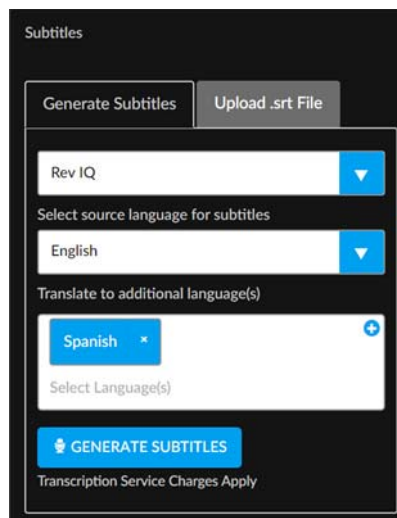 Subtitles
Generate Subtitles Upload .srt File
Rev IQ
Select source language for subtitles
English
Translate to additional language(s)
Spanish ×
Select Language(s)
GENERATE SUBTITLES
Transcription Service Charges Apply